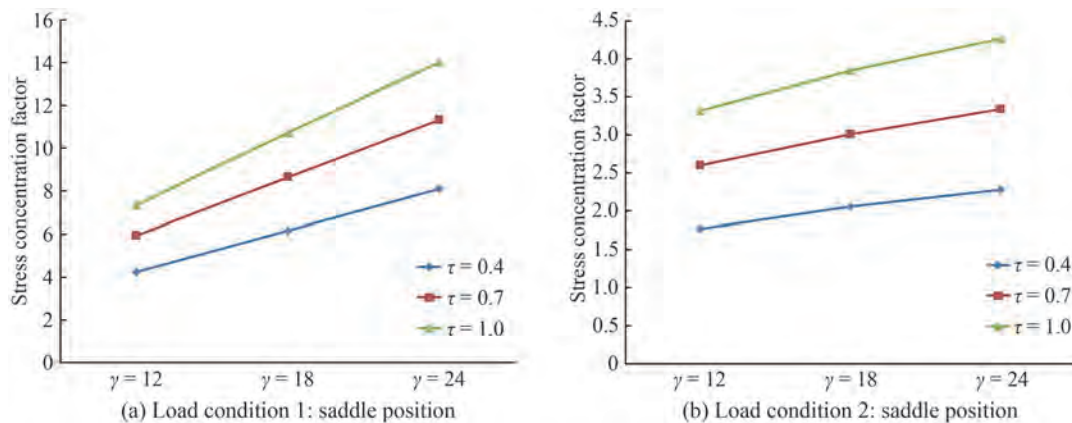 16
14
12
10
8
6
4
2
0
Stress concentration factor
τ = 0.4
τ = 0.7
τ = 1.0
γ = 12 γ = 18 γ = 24
(a) Load condition 1: saddle position
4.5
4.0
3.5
3.0
2.5
2.0
1.5
1.0
0.5
0
Stress concentration factor
τ = 0.4
τ = 0.7
τ = 1.0
γ = 12 γ = 18 γ = 24
(b) Load condition 2: saddle position